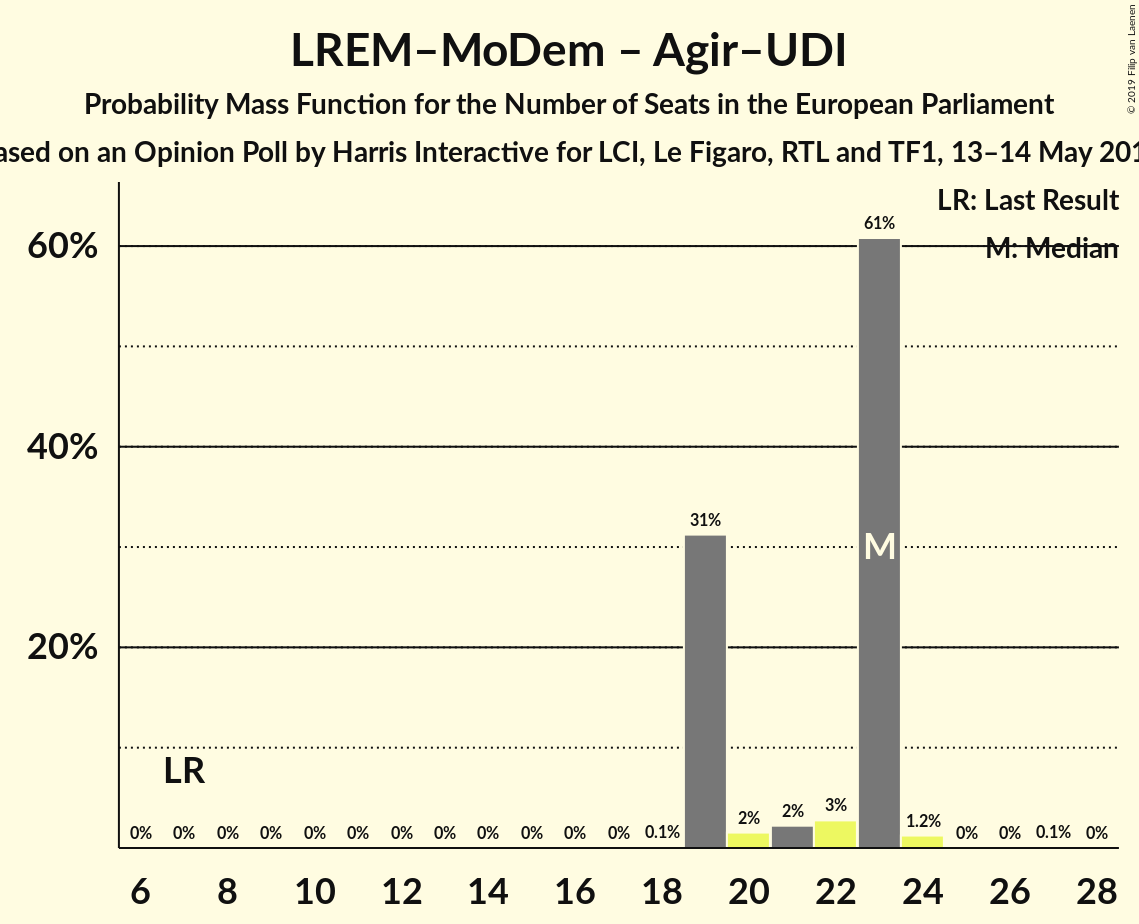 LREM–MoDem – Agir–UDI
Probability Mass Function for the Number of Seats in the European Parliament
ased on an Opinion Poll by Harris Interactive for LCI, Le Figaro, RTL and TF1, 13–14 May 201
© 2019 Filip van Laenen
LR: Last Result
M: Median
60%
40%
20%
61%
31%
M
LR
0% 0% 0% 0% 0% 0% 0% 0% 0% 0% 0% 0% 0.1% 2% 2% 3% 1.2% 0% 0% 0.1% 0%
6 8 10 12 14 16 18 20 22 24 26 28